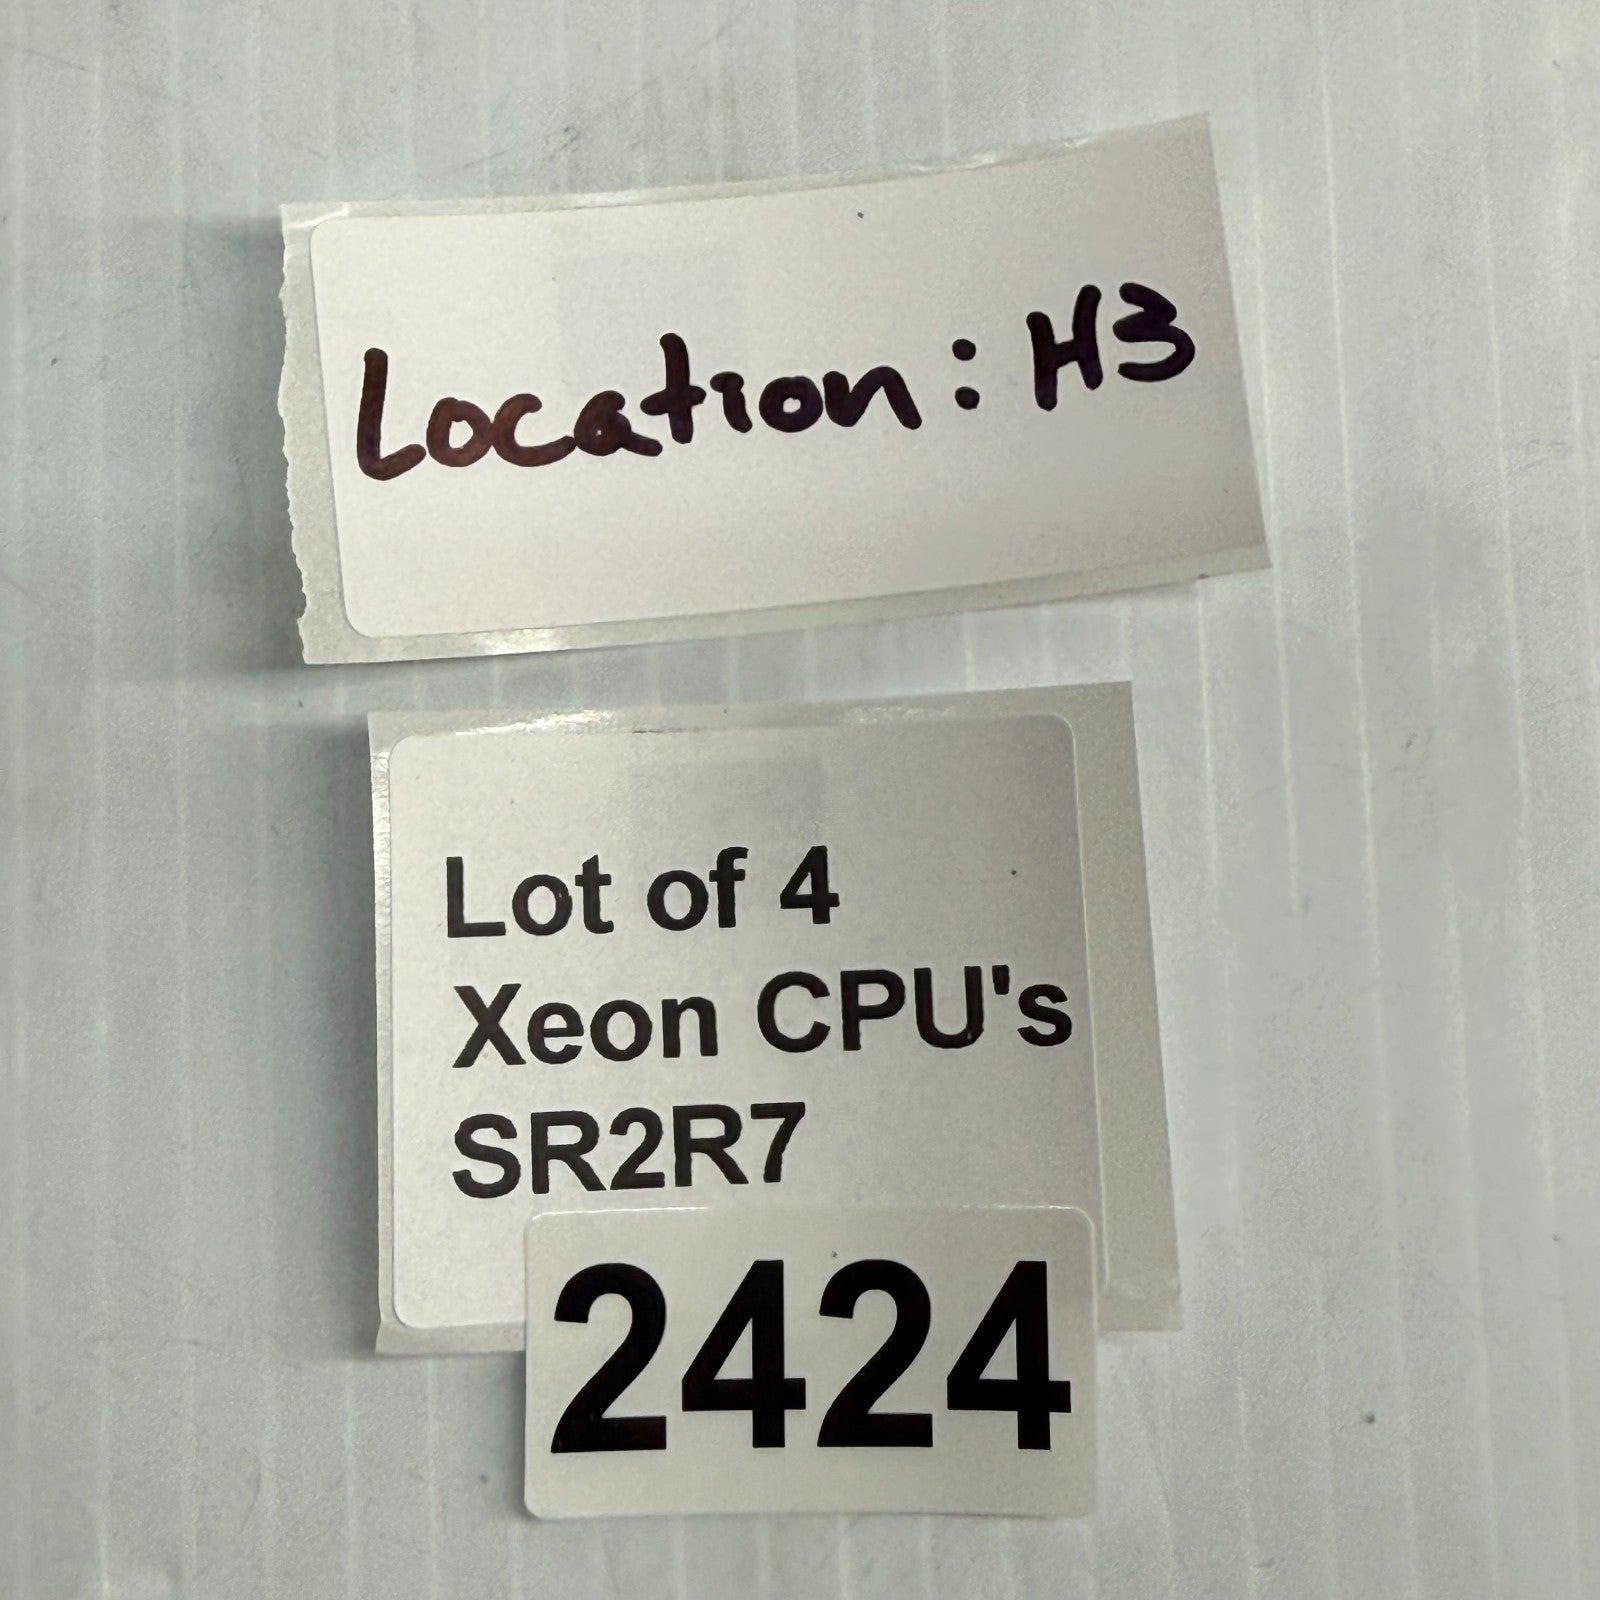 Location: H3
Lot of 4
Xeon CPU's
SR2R7
2424